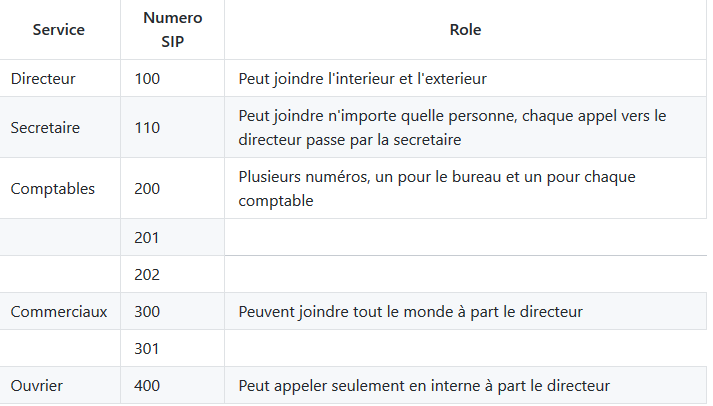 Service Numero SIP Role
Directeur 100 Peut joindre l'interieur et l'exterieur
Secretaire 110 Peut joindre n'importe quelle personne, chaque appel vers le
directeur passe par la secretaire
Comptables 200 Plusieurs numéros, un pour le bureau et un pour chaque
comptable
201
202
Commerciaux 300 Peuvent joindre tout le monde à part le directeur
301
Ouvrier 400 Peut appeler seulement en interne à part le directeur